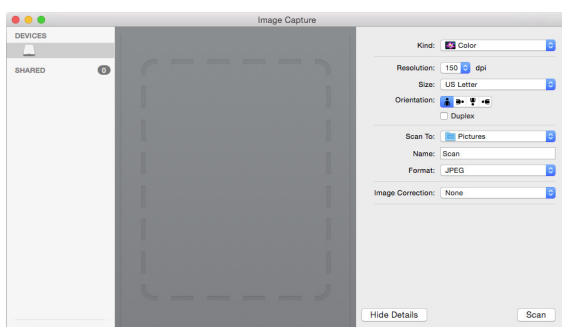 Image Capture
DEVICES
SHARED 0
Kind: Color
Resolution: 150 dpi
Size: US Letter
Orientation:
Duplex
Scan To: Pictures
Name: Scan
Format: JPEG
Image Correction: None
Hide Details Scan